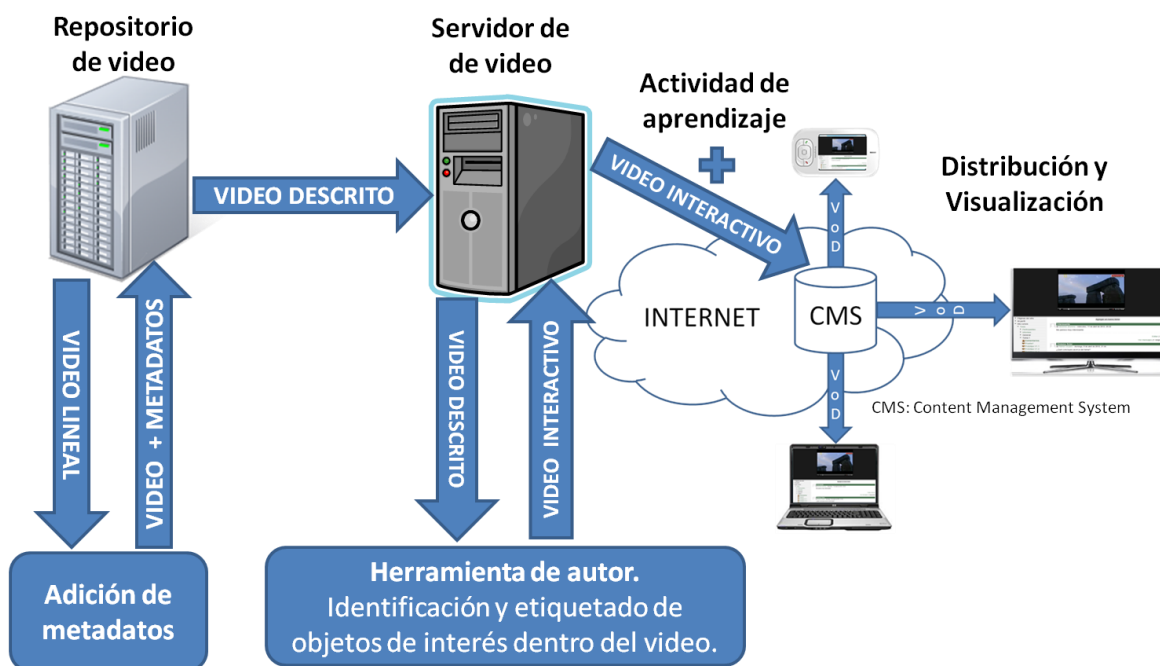 Repositorio
de video
Servidor de
de video
Actividad de
aprendizaje
Distribución y
Visualización
VIDEO DESCRITO
VIDEO INTERACTIVO
VoD
INTERNET
CMS
VoD
VoD
CMS: Content Management System
VIDEO LINEAL
VIDEO + METADATOS
VIDEO DESCRITO
VIDEO INTERACTIVO
Adición de
metadatos
Herramienta de autor.
Identificación y etiquetado de
objetos de interés dentro del video.